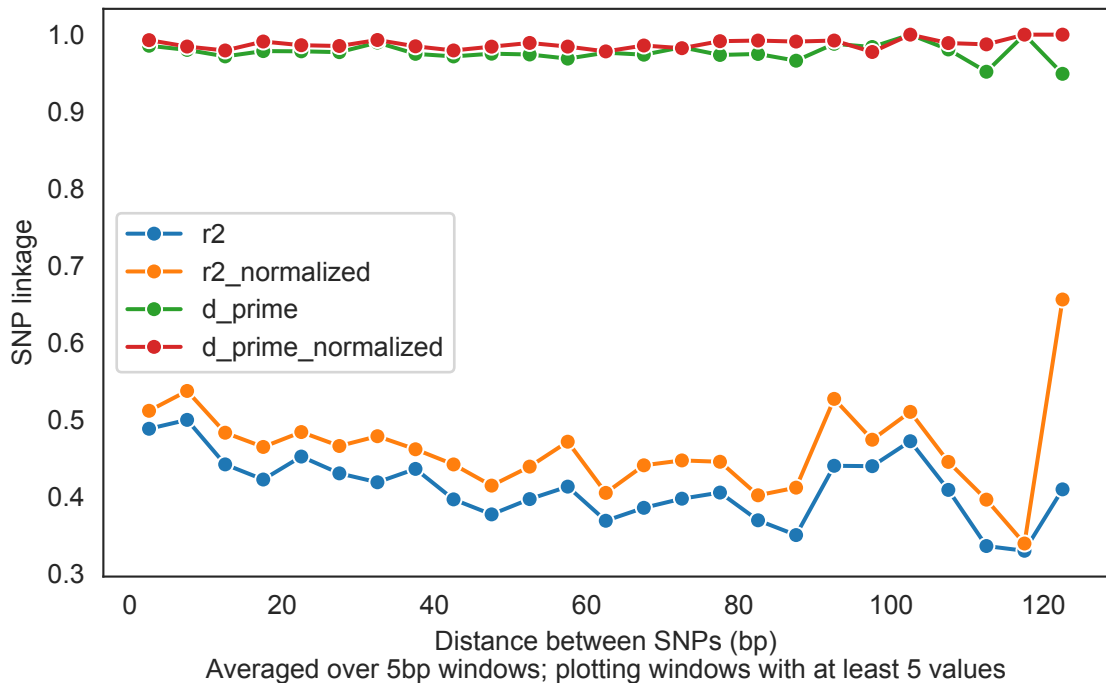 1.0
0.9
0.8
0.7
0.6
0.5
0.4
0.3
SNP linkage
r2
r2_normalized
d_prime
d_prime_normalized
0 20 40 60 80 100 120
Distance between SNPs (bp)
Averaged over 5bp windows; plotting windows with at least 5 values